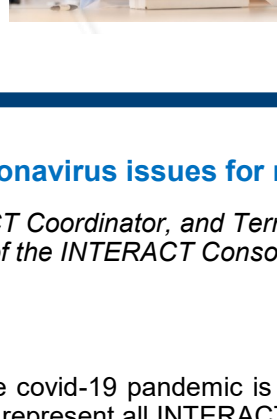 onavirus issues for
CT Coordinator, and Terr
of the INTERACT Conso
e covid-19 pandemic is
represent all INTERACT